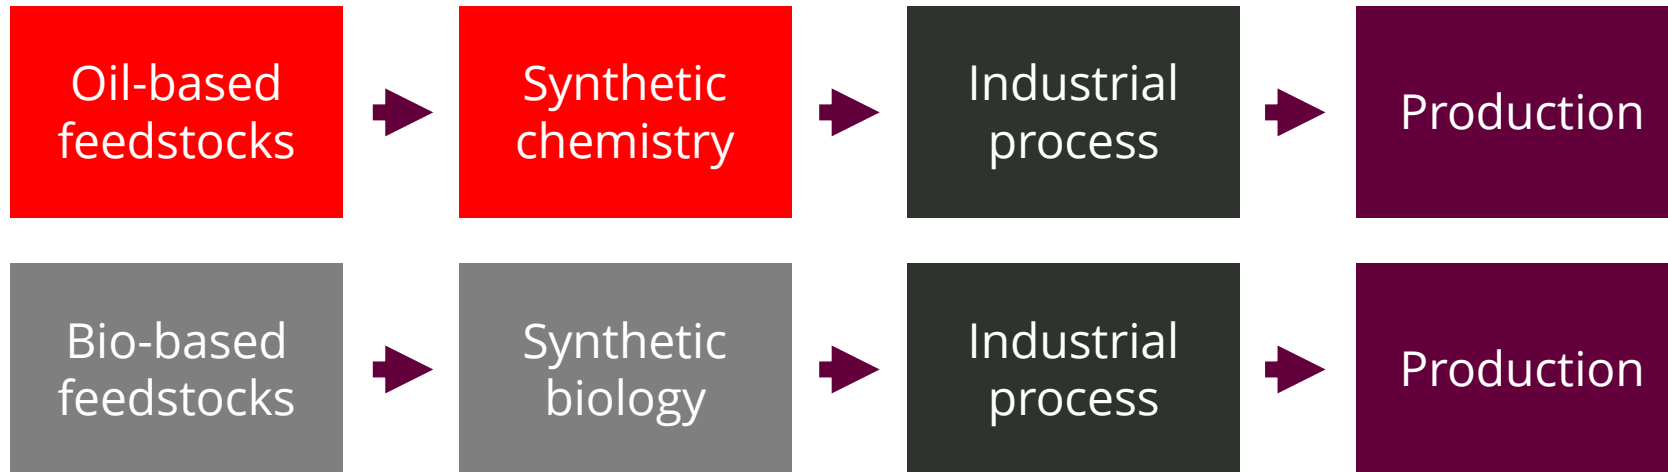 Oil-based
feedstocks
Synthetic
chemistry
Industrial
process
Production
Bio-based
feedstocks
Synthetic
biology
Industrial
process
Production